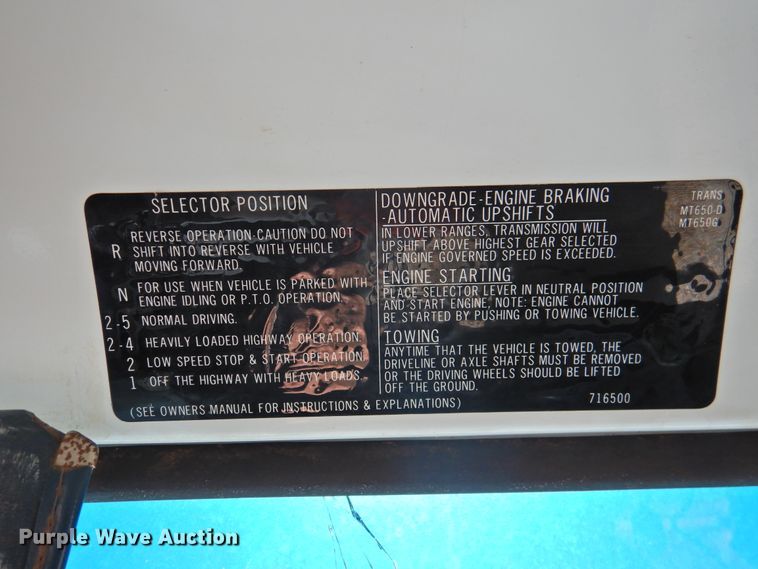 SELECTOR POSITION
R REVERSE OPERATION-CAUTION DO NOT
SHIFT INTO REVERSE WITH VEHICLE
MOVING FORWARD.
N FOR USE WHEN VEHICLE IS PARKED WITH
ENGINE IDLING OR P.T.O. OPERATION.
2-5 NORMAL DRIVING.
2-4 HEAVILY LOADED HIGHWAY OPERATION.
2 LOW SPEED STOP & START OPERATION.
1 OFF THE HIGHWAY WITH HEAVY LOADS.
(SEE OWNERS MANUAL FOR INSTRUCTIONS & EXPLANATIONS)
DOWNGRADE-ENGINE BRAKING
-AUTOMATIC UPSHIFTS
IN LOWER RANGES, TRANSMISSION WILL
UPSHIFT ABOVE HIGHEST GEAR SELECTED
IF ENGINE GOVERNED SPEED IS EXCEEDED.
ENGINE STARTING
PLACE SELECTOR LEVER IN NEUTRAL POSITION
AND START ENGINE; NOTE: ENGINE CANNOT
BE STARTED BY PUSHING OR TOWING VEHICLE.
TOWING
ANYTIME THAT THE VEHICLE IS TOWED, THE
DRIVELINE OR AXLE SHAFTS MUST BE REMOVED
OR THE DRIVING WHEELS SHOULD BE LIFTED
OFF THE GROUND.
716500
TRANS
MT650-D
MT650G
Purple Wave Auction